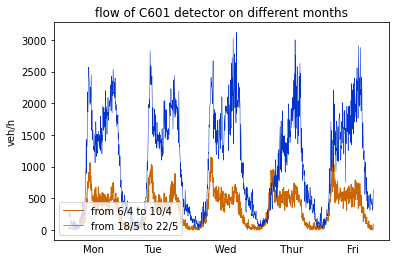 flow of C601 detector on different months
3000
2500
2000
1500
1000
500
0
veh/h
from 6/4 to 10/4
from 18/5 to 22/5
Mon Tue Wed Thur Fri